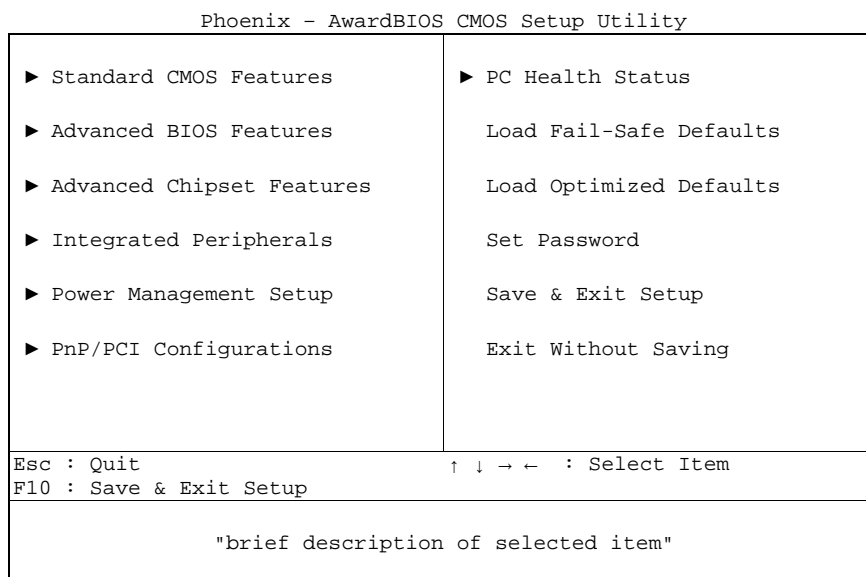 Phoenix – AwardBIOS CMOS Setup Utility
► Standard CMOS Features
► Advanced BIOS Features
► Advanced Chipset Features
► Integrated Peripherals
► Power Management Setup
► PnP/PCI Configurations
► PC Health Status
Load Fail-Safe Defaults
Load Optimized Defaults
Set Password
Save & Exit Setup
Exit Without Saving
Esc : Quit
F10 : Save & Exit Setup
↑ ↓ → ← : Select Item
"brief description of selected item"